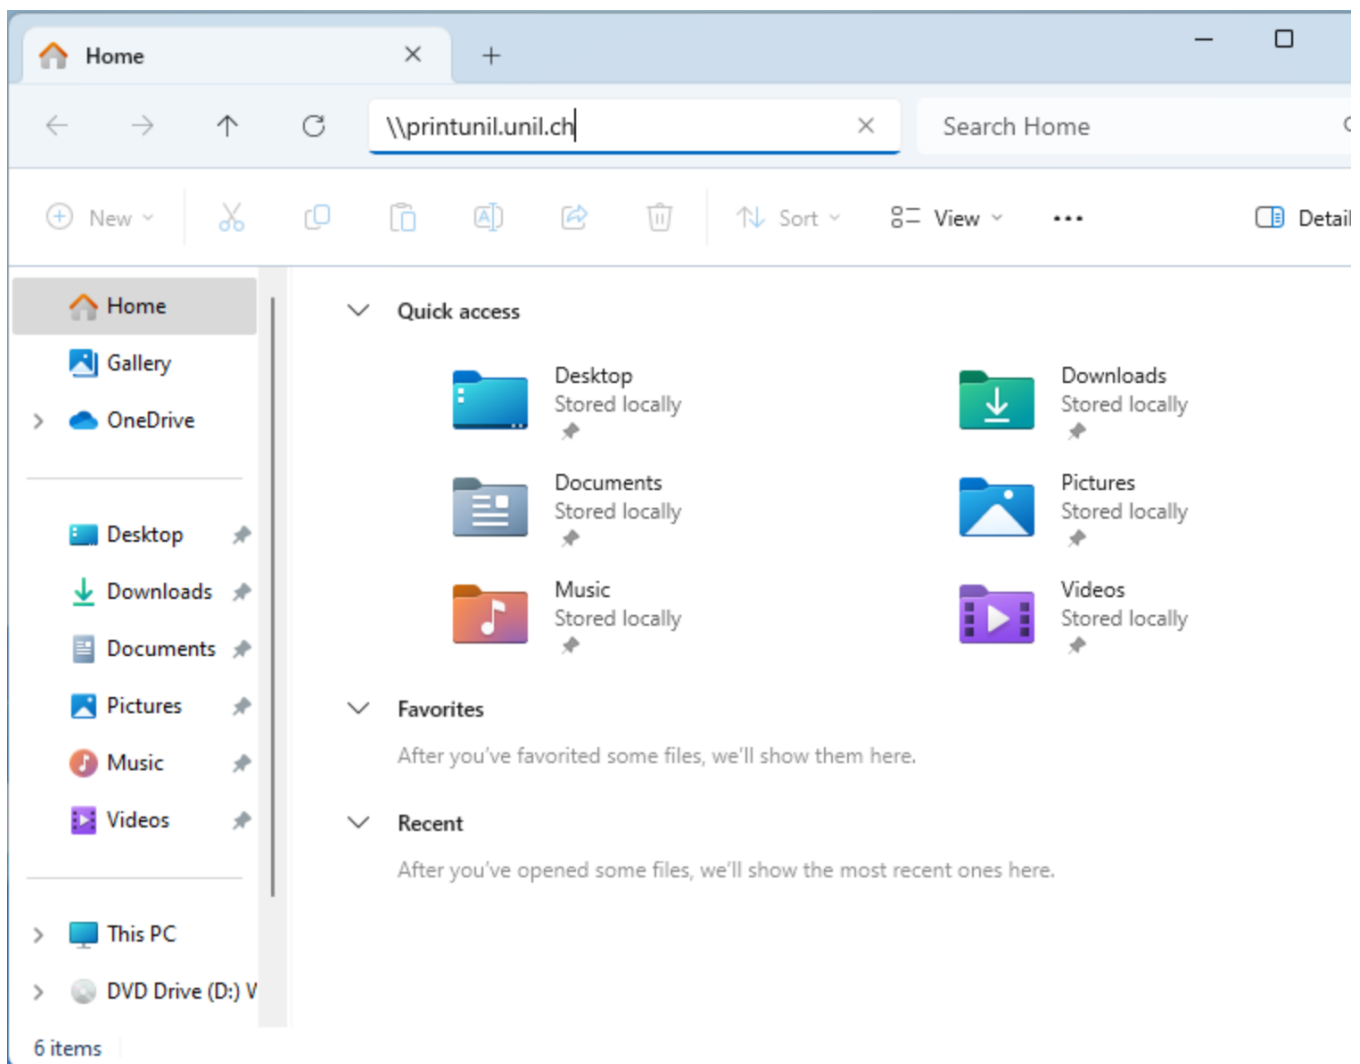 Home
\\printunil.unil.ch
Search Home
New
Sort
View
Detail
Home
Gallery
OneDrive
Desktop
Downloads
Documents
Pictures
Music
Videos
This PC
DVD Drive (D:) V
Quick access
Desktop
Stored locally
Downloads
Stored locally
Documents
Stored locally
Pictures
Stored locally
Music
Stored locally
Videos
Stored locally
Favorites
After you've favorited some files, we'll show them here.
Recent
After you've opened some files, we'll show the most recent ones here.
6 items